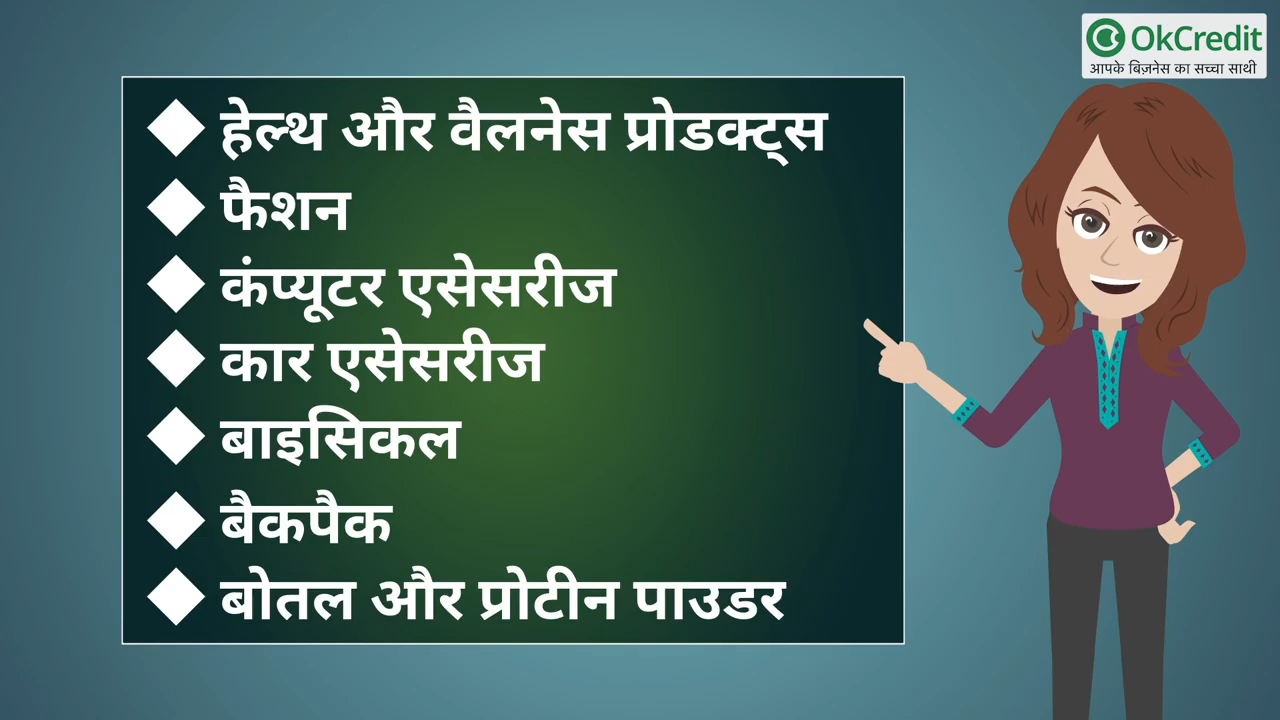 OkCredit
आपके बिज़नेस का सच्चा साथी
हेल्थ और वैलनेस प्रोडक्ट्स
फैशन
कंप्यूटर एसेसरीज
कार एसेसरीज
बाइसिकल
बैकपैक
बोतल और प्रोटीन पाउडर